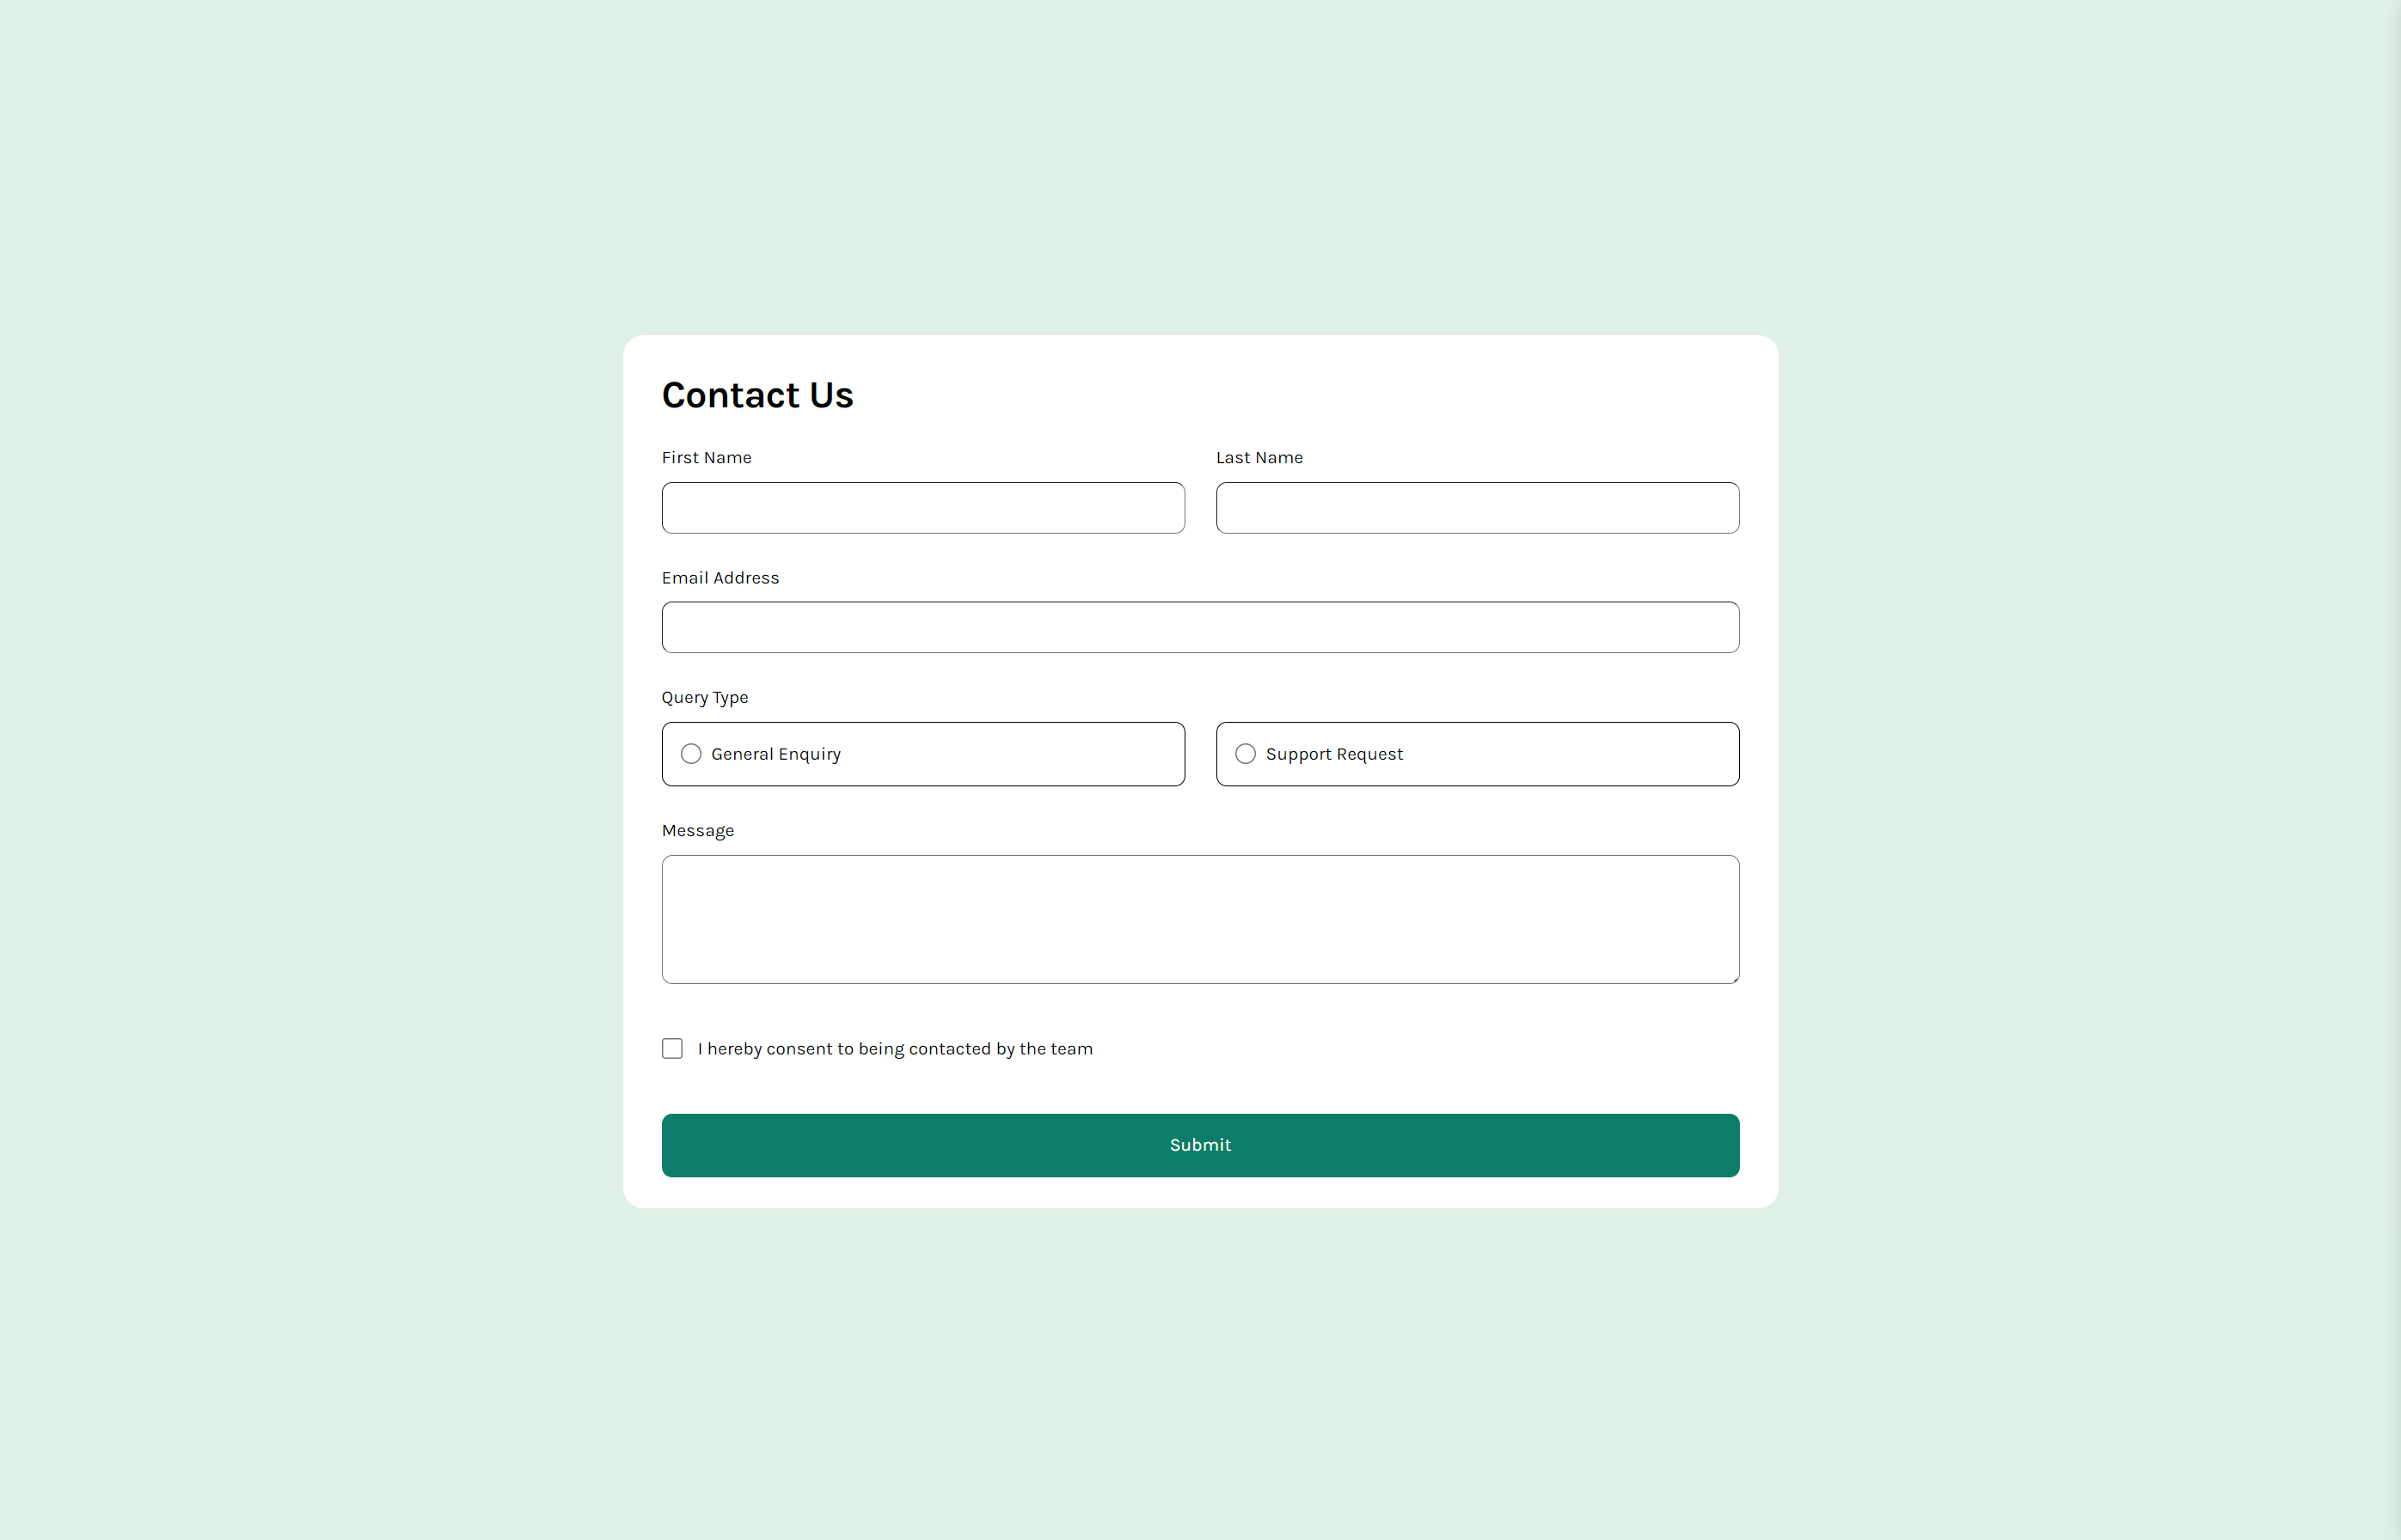 Contact Us
First Name
Last Name
Email Address
Query Type
General Enquiry
Support Request
Message
I hereby consent to being contacted by the team
Submit